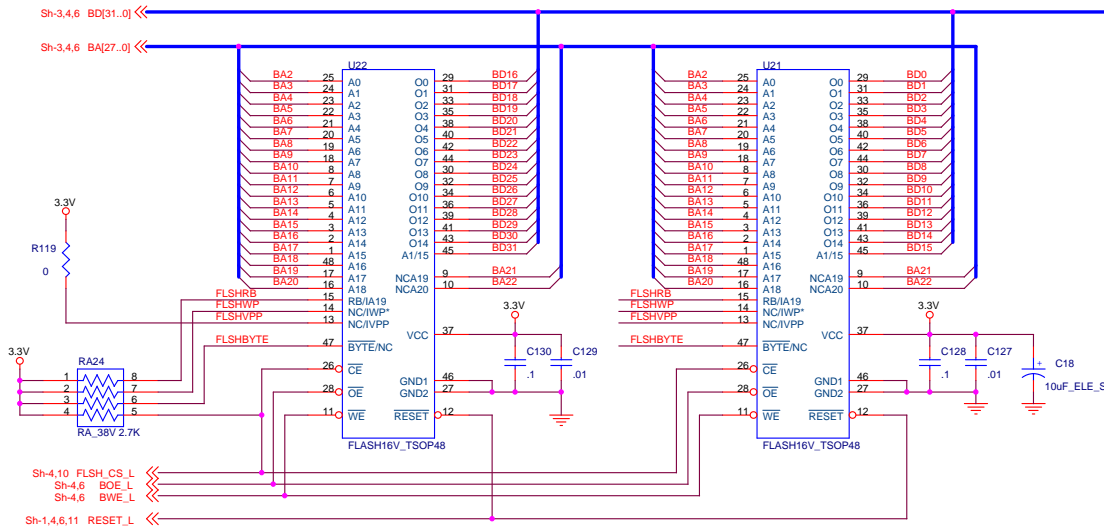 Sh-3,4,6 BD[31..0]
Sh-3,4,6 BA[27..0]
U22
BA2 25 A0 O0 29 BD16
BA3 24 A1 O1 31 BD17
BA4 23 A2 O2 33 BD18
BA5 22 A3 O3 35 BD19
BA6 21 A4 O4 38 BD20
BA7 20 A5 O5 40 BD21
BA8 19 A6 O6 42 BD22
BA9 18 A7 O7 44 BD23
BA10 8 A8 O8 30 BD24
BA11 7 A9 O9 32 BD25
BA12 6 A10 O10 34 BD26
BA13 5 A11 O11 36 BD27
BA14 4 A12 O12 39 BD28
BA15 3 A13 O13 41 BD29
BA16 2 A14 O14 43 BD30
BA17 1 A15 A1/15 45 BD31
BA18 48 A16
BA19 17 A17 NCA19 9 BA21
BA20 16 A18 NCA20 10 BA22
FLSHRB 15 RB/IA19
FLSHWP 14 NC/IWP*
FLSHVPP 13 NC/IVPP
VCC 37
FLSHBYTE 47 BYTE/NC
26 CE
GND1 46
28 OE GND2 27
11 WE RESET 12
FLASH16V_TSOP48
3.3V
C130
.1
C129
.01
3.3V
R119
0
3.3V
RA24
1 8
2 7
3 6
4 5
RA_38V 2.7K
U21
BA2 25 A0 O0 29 BD0
BA3 24 A1 O1 31 BD1
BA4 23 A2 O2 33 BD2
BA5 22 A3 O3 35 BD3
BA6 21 A4 O4 38 BD4
BA7 20 A5 O5 40 BD5
BA8 19 A6 O6 42 BD6
BA9 18 A7 O7 44 BD7
BA10 8 A8 O8 30 BD8
BA11 7 A9 O9 32 BD9
BA12 6 A10 O10 34 BD10
BA13 5 A11 O11 36 BD11
BA14 4 A12 O12 39 BD12
BA15 3 A13 O13 41 BD13
BA16 2 A14 O14 43 BD14
BA17 1 A15 A1/15 45 BD15
BA18 48 A16
BA19 17 A17 NCA19 9 BA21
BA20 16 A18 NCA20 10 BA22
FLSHRB 15 RB/IA19
FLSHWP 14 NC/IWP*
FLSHVPP 13 NC/IVPP
VCC 37
FLSHBYTE 47 BYTE/NC
26 CE
GND1 46
28 OE GND2 27
11 WE RESET 12
FLASH16V_TSOP48
3.3V
C128
.1
C127
.01
+
C18
10uF_ELE_S
Sh-4,10 FLSH_CS_L
Sh-4,6 BOE_L
Sh-4,6 BWE_L
Sh-1,4,6,11 RESET_L